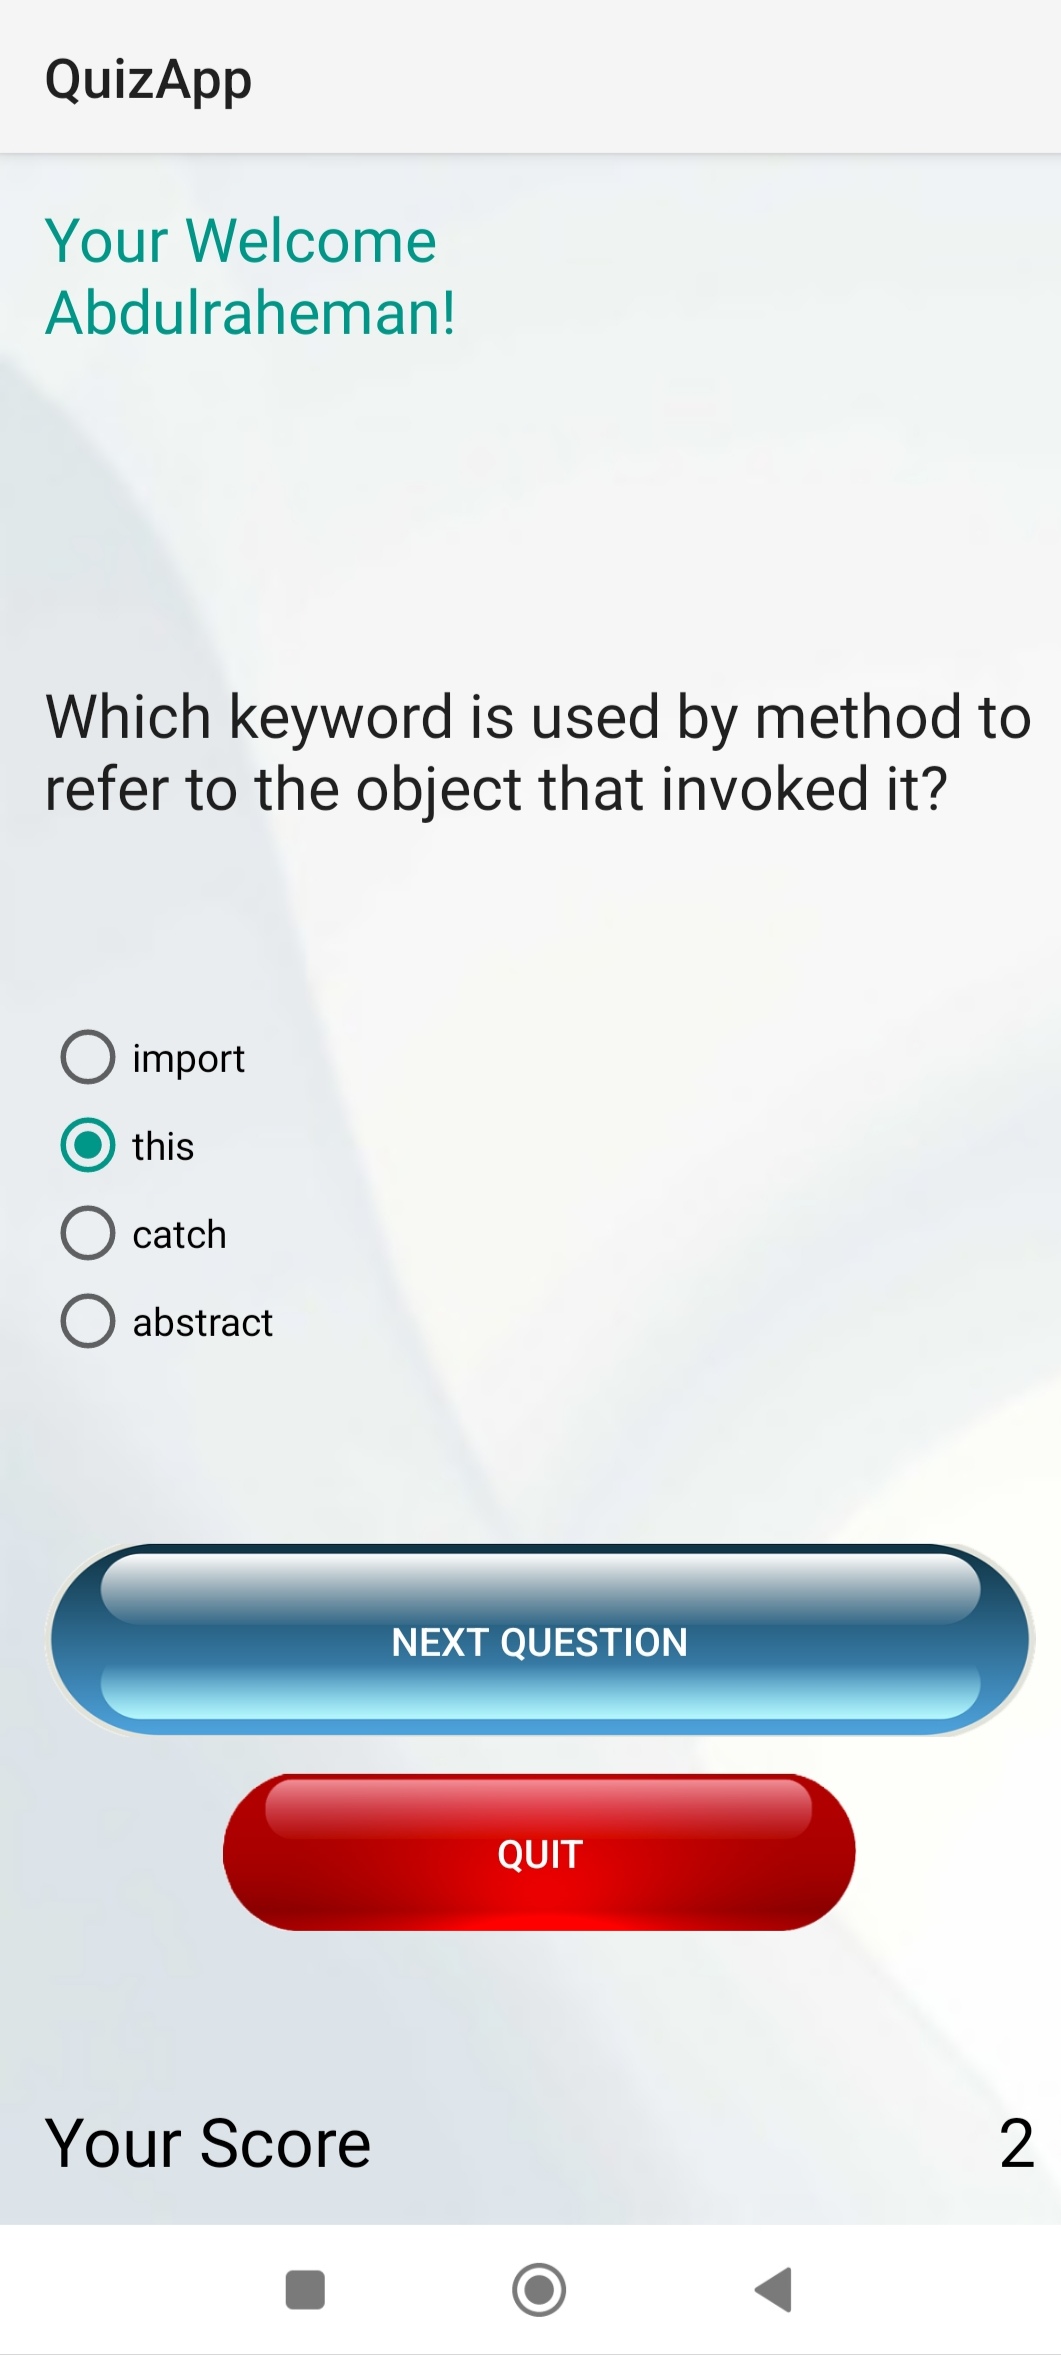 QuizApp
Your Welcome
Abdulraheman!
Which keyword is used by method to
refer to the object that invoked it?
import
this
catch
abstract
NEXT QUESTION
QUIT
Your Score 2